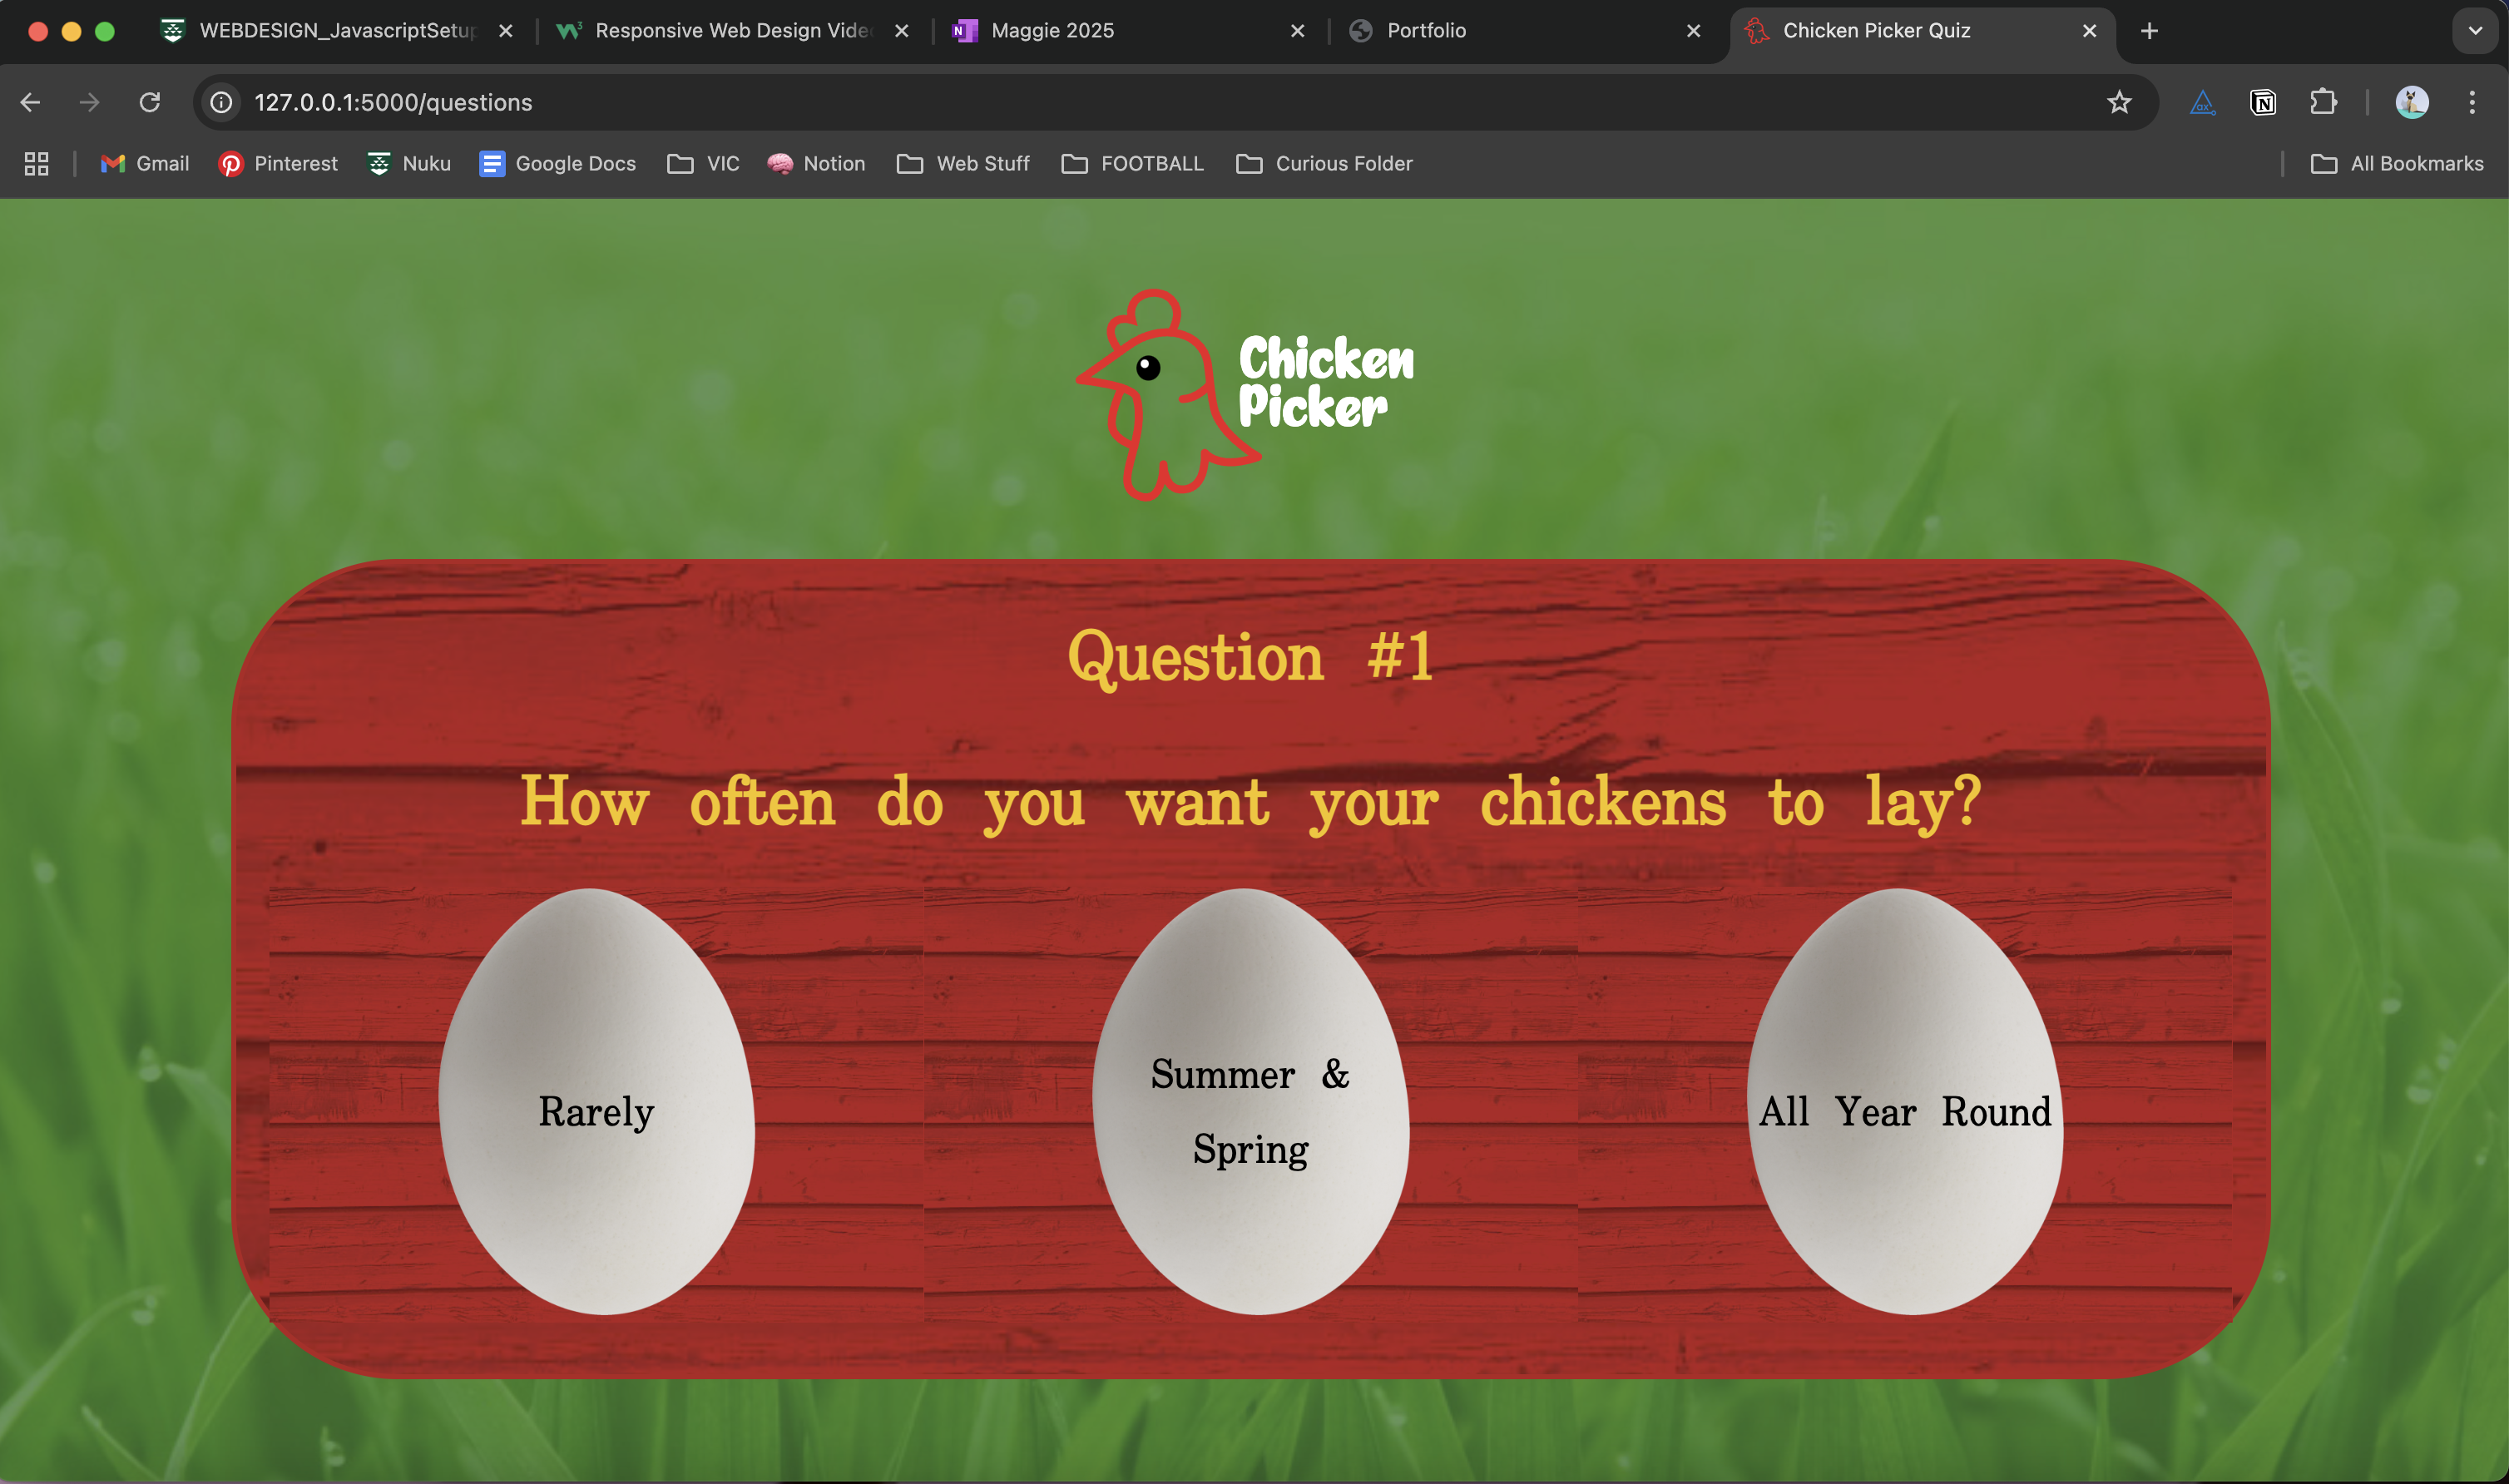 WEBDESIGN_JavascriptSetup
Responsive Web Design Vide
Maggie 2025
Portfolio
Chicken Picker Quiz
127.0.0.1:5000/questions
Gmail
Pinterest
Nuku
Google Docs
VIC
Notion
Web Stuff
FOOTBALL
Curious Folder
All Bookmarks
Chicken
Picker
Question #1
How often do you want your chickens to lay?
Rarely
Summer &
Spring
All Year Round